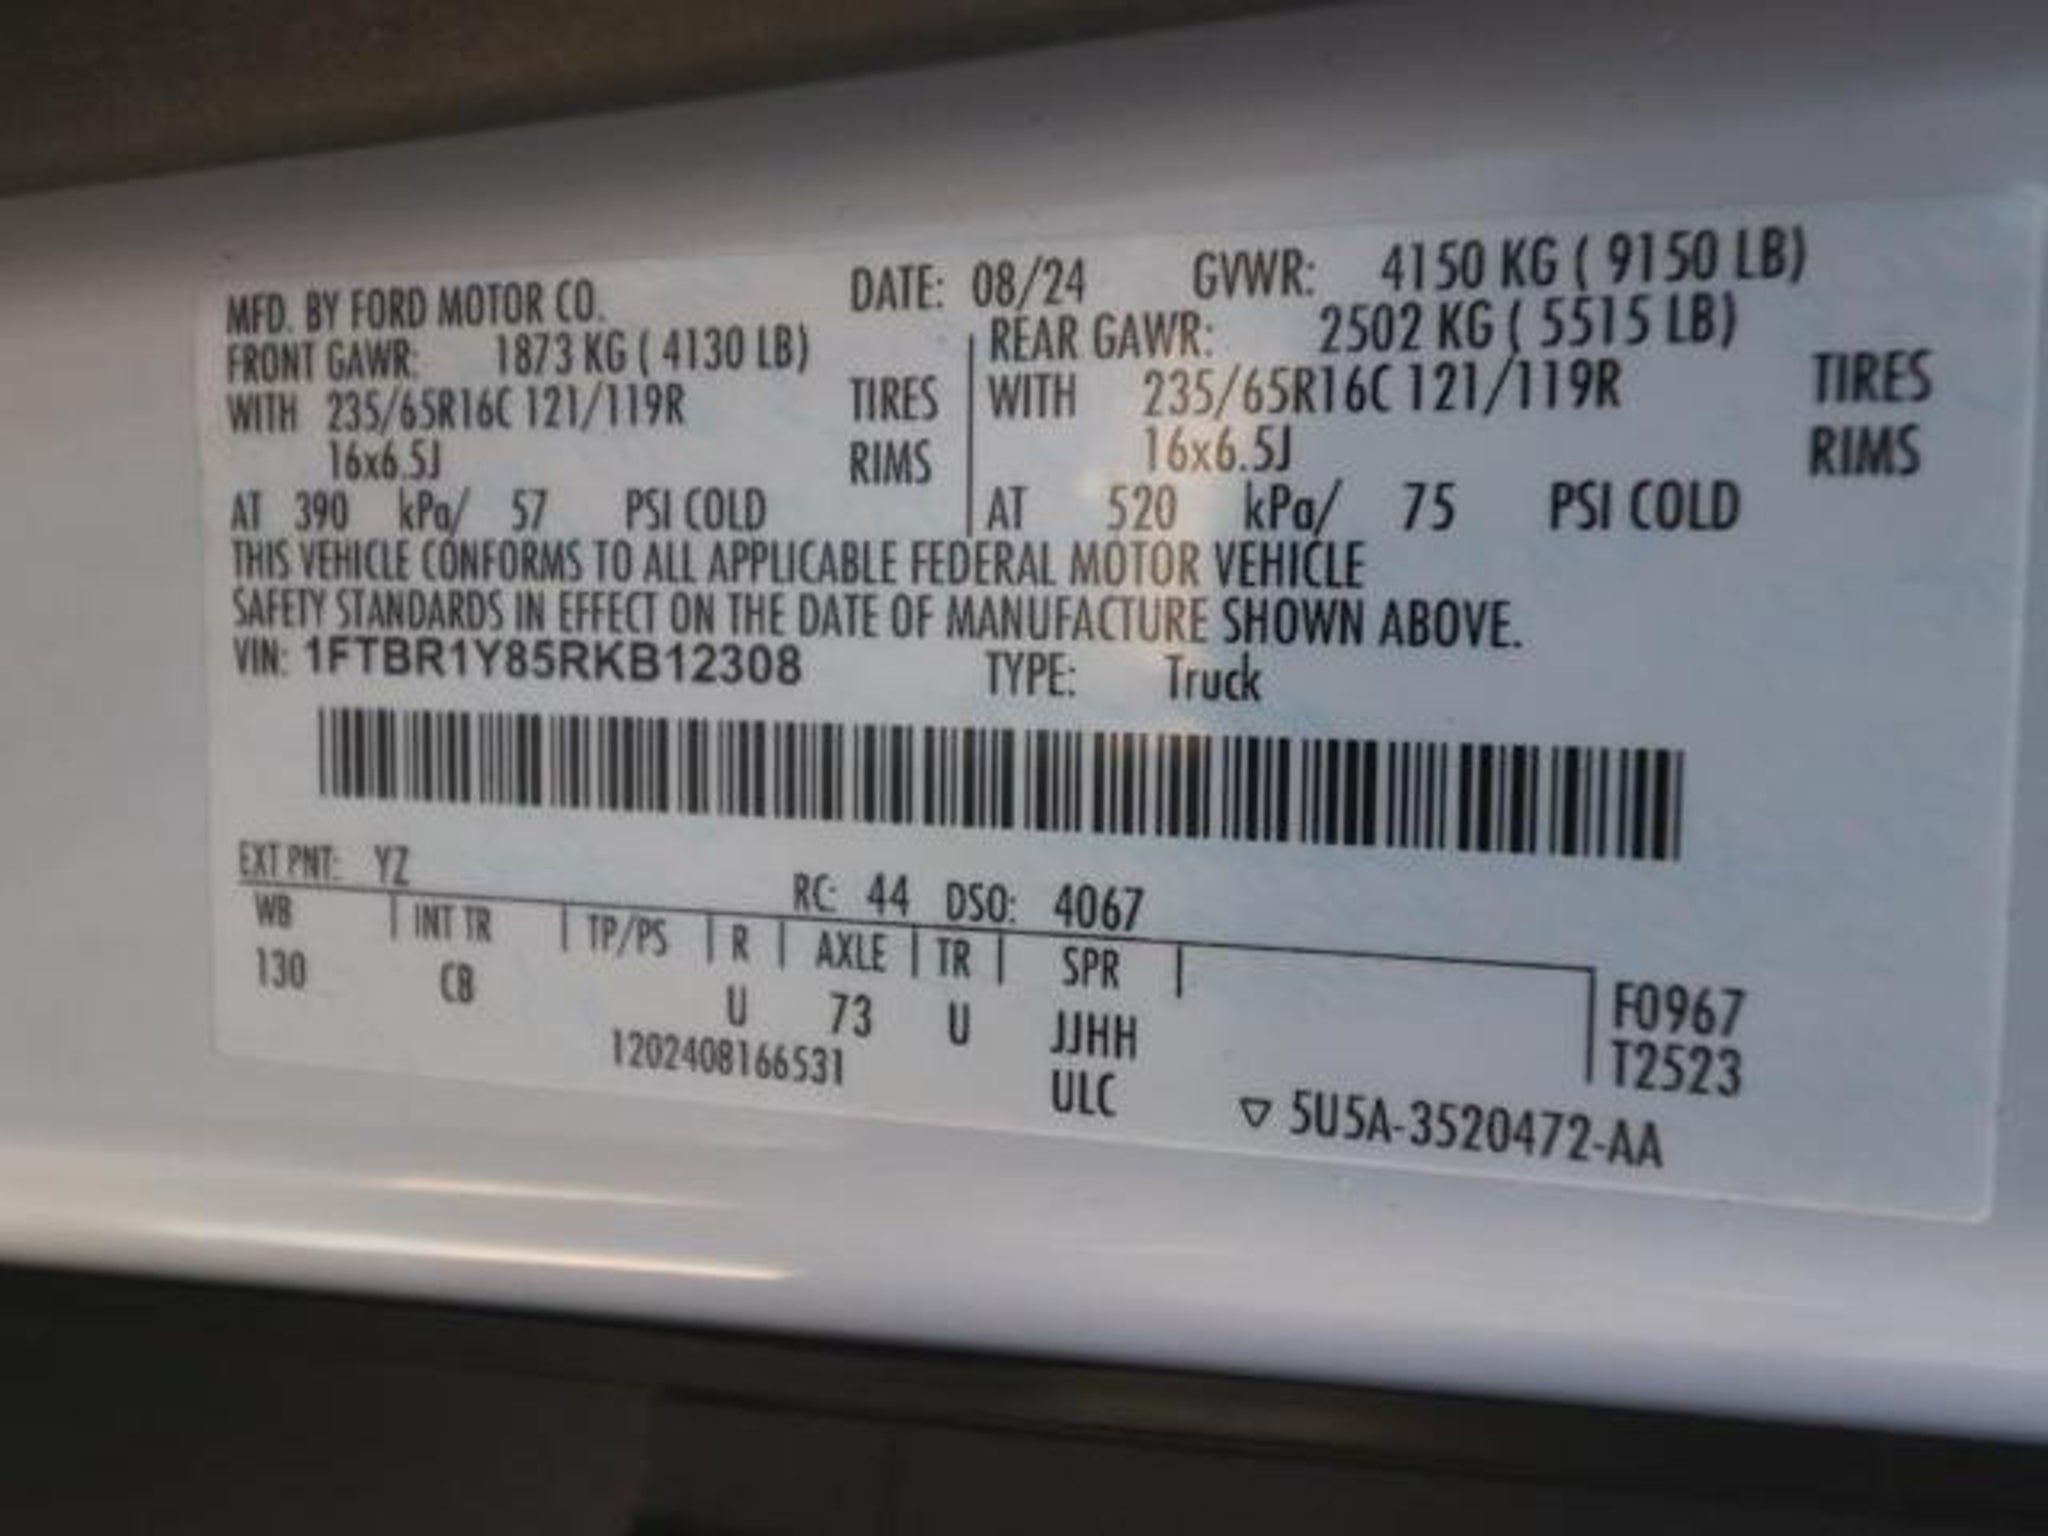 MFD. BY FORD MOTOR CO. DATE: 08/24 GVWR: 4150 KG ( 9150 LB)
FRONT GAWR: 1873 KG ( 4130 LB) REAR GAWR: 2502 KG ( 5515 LB)
WITH 235/65R16C 121/119R TIRES WITH 235/65R16C 121/119R TIRES
16x6.5J RIMS 16x6.5J RIMS
AT 390 kPa/ 57 PSI COLD AT 520 kPa/ 75 PSI COLD
THIS VEHICLE CONFORMS TO ALL APPLICABLE FEDERAL MOTOR VEHICLE
SAFETY STANDARDS IN EFFECT ON THE DATE OF MANUFACTURE SHOWN ABOVE.
VIN: 1FTBR1Y85RKB12308 TYPE: Truck
EXT PNT: YZ RC: 44 DSO: 4067
WB INT TR TP/PS R AXLE TR SPR
130 CB U 73 U JJHH F0967
1202408166531 ULC T2523
▽ 5U5A-3520472-AA